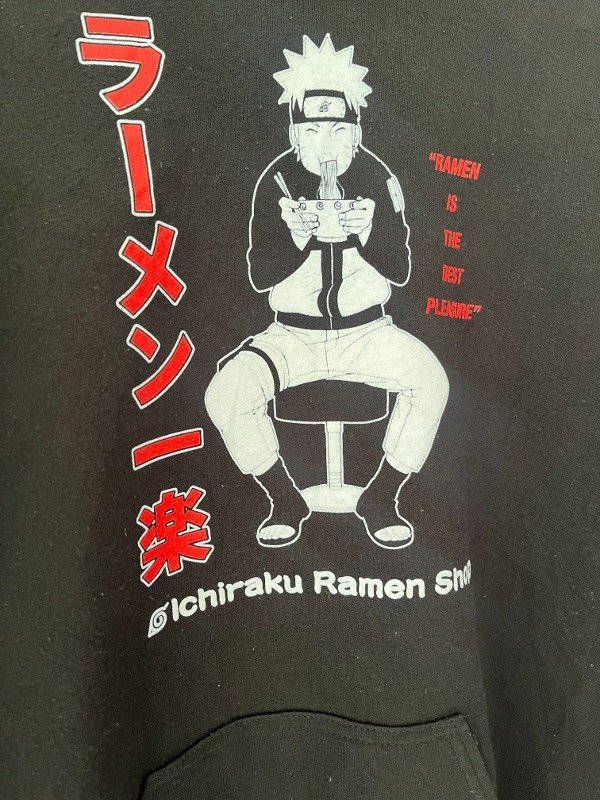 ラーメン一楽
"RAMEN
IS
THE
BEST
PLEASURE"
Ichiraku Ramen Shop